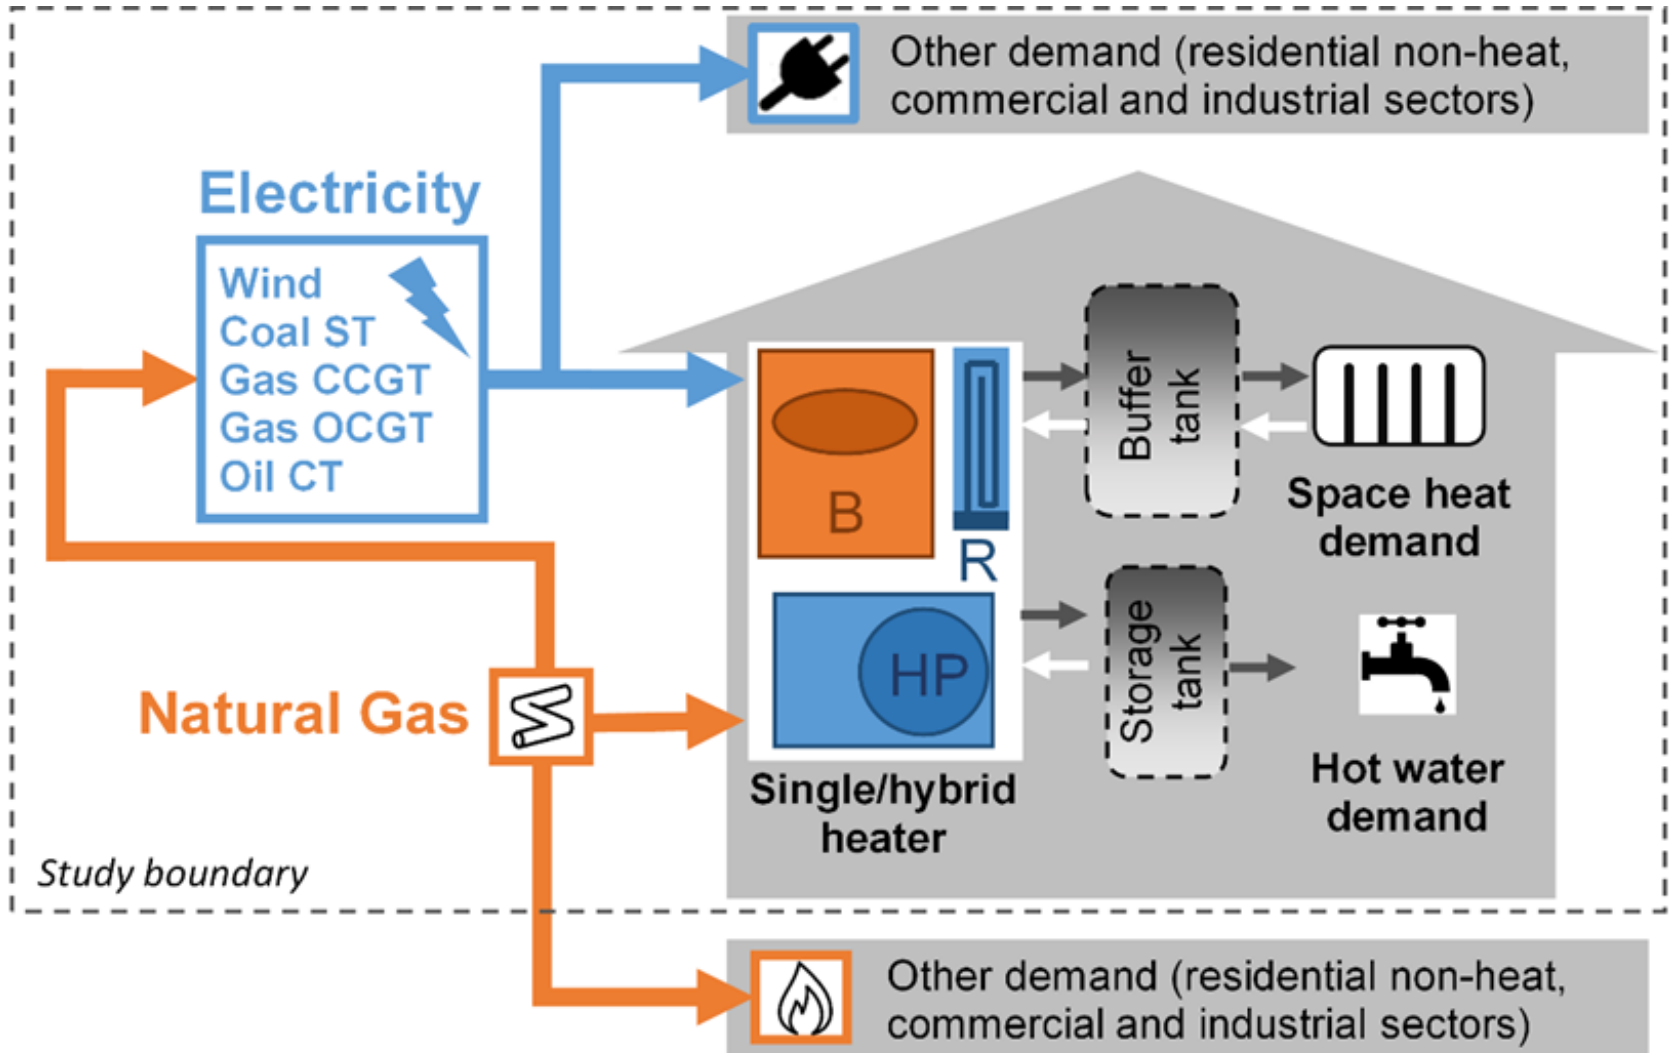 Other demand (residential non-heat,
commercial and industrial sectors)
Electricity
Wind
Coal ST
Gas CCGT
Gas OCGT
Oil CT
B
R
HP
Single/hybrid
heater
Buffer
tank
Space heat
demand
Storage
tank
Hot water
demand
Natural Gas
Study boundary
Other demand (residential non-heat,
commercial and industrial sectors)